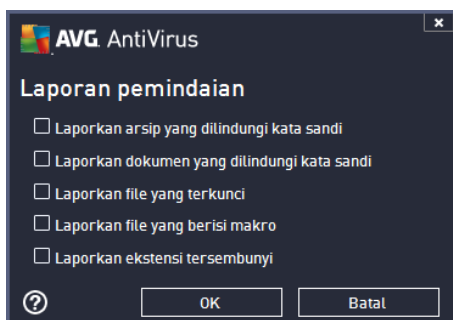 AVG. AntiVirus
Laporan pemindaian
Laporkan arsip yang dilindungi kata sandi
Laporkan dokumen yang dilindungi kata sandi
Laporkan file yang terkunci
Laporkan file yang berisi makro
Laporkan ekstensi tersembunyi
OK
Batal